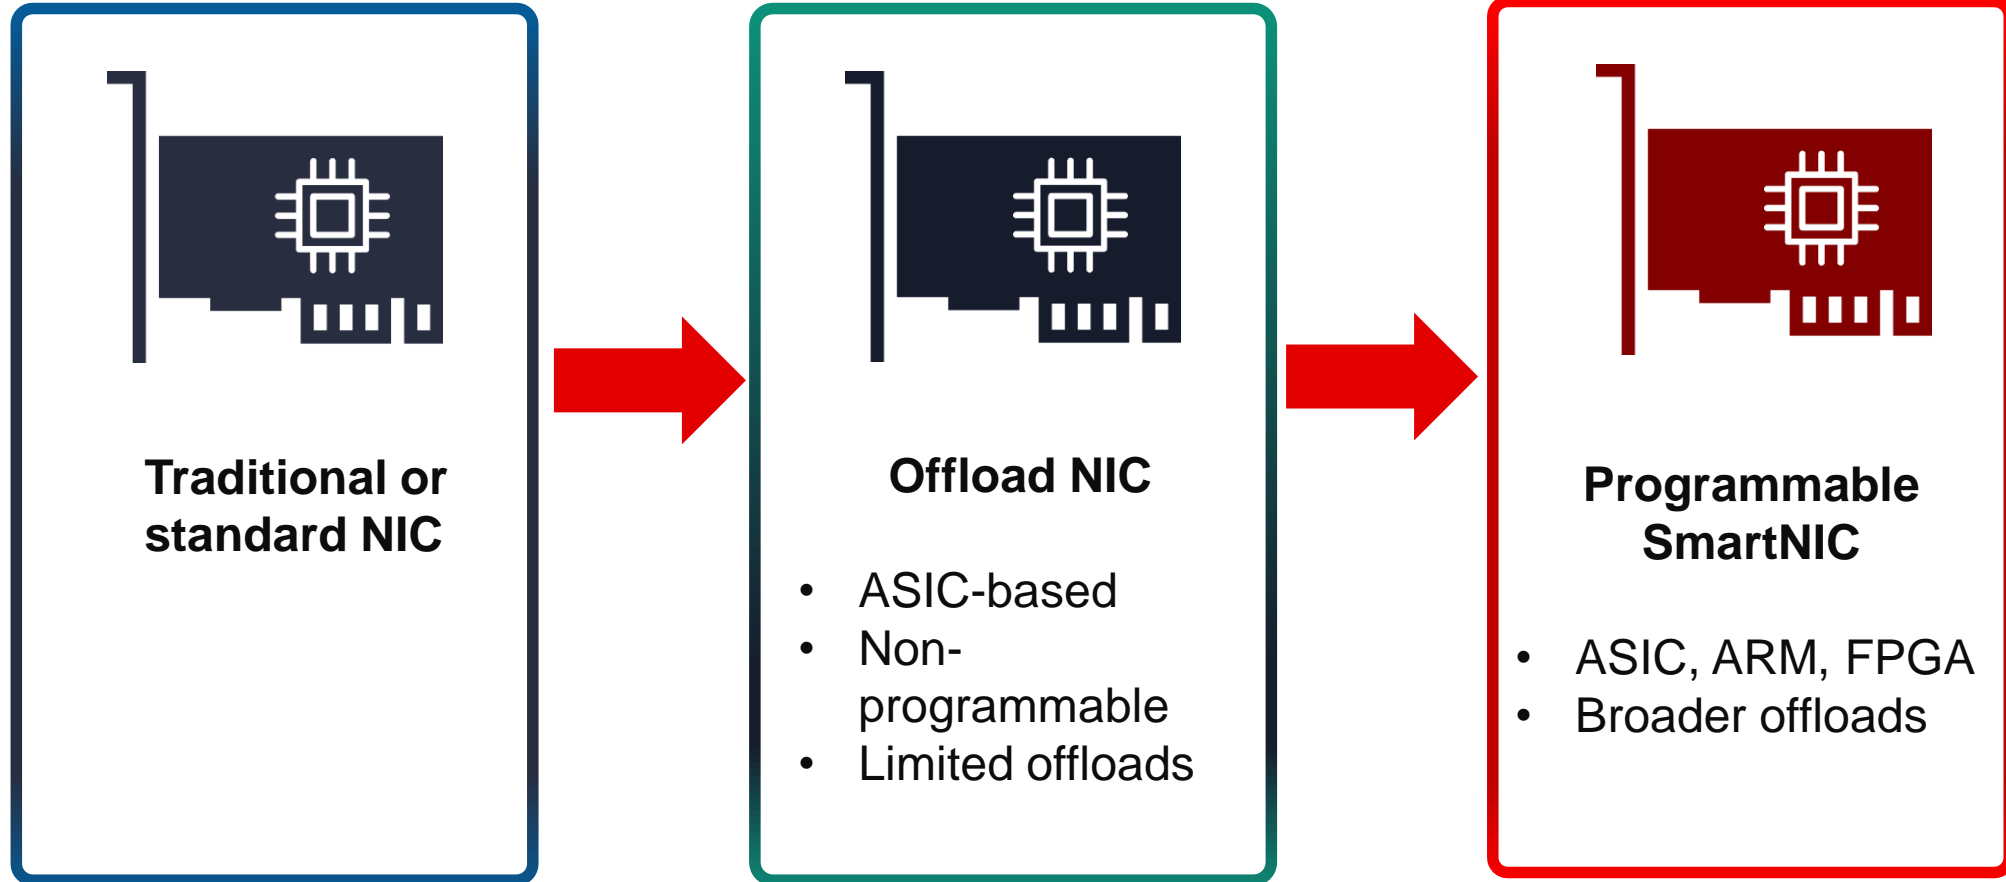 Traditional or
standard NIC
Offload NIC
• ASIC-based
• Non-
programmable
• Limited offloads
Programmable
SmartNIC
• ASIC, ARM, FPGA
• Broader offloads